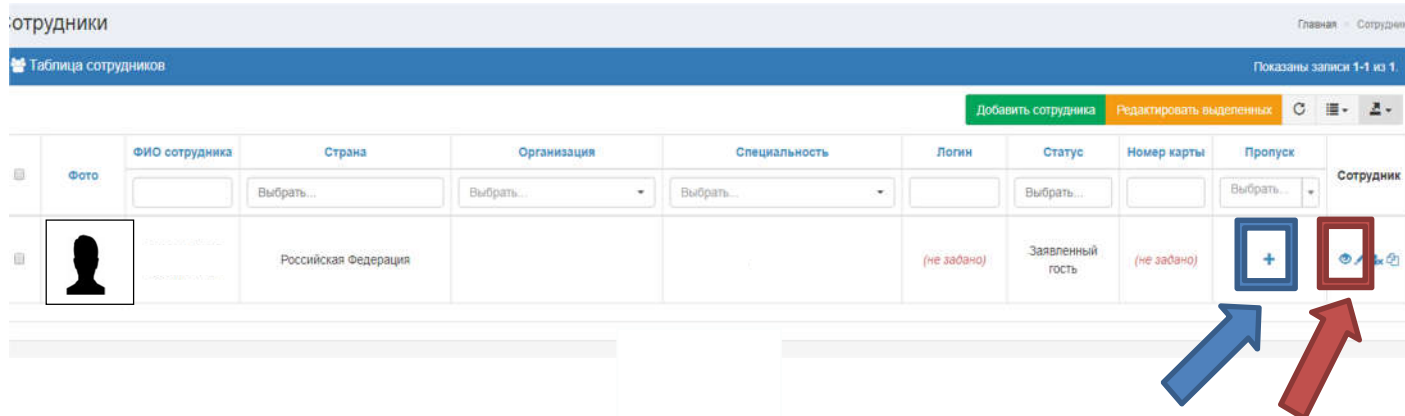 отрудники
Главная Сотрудни
Таблица сотрудников
Показаны записи 1-1 из 1.
Добавить сотрудника
Редактировать выделенных
Фото
ФИО сотрудника
Страна
Организация
Специальность
Логин
Статус
Номер карты
Пропуск
Сотрудник
Выбрать...
Выбрать...
Выбрать...
Выбрать...
Выбрать...
Российская Федерация
(не задано)
Заявленный
гость
(не задано)
+